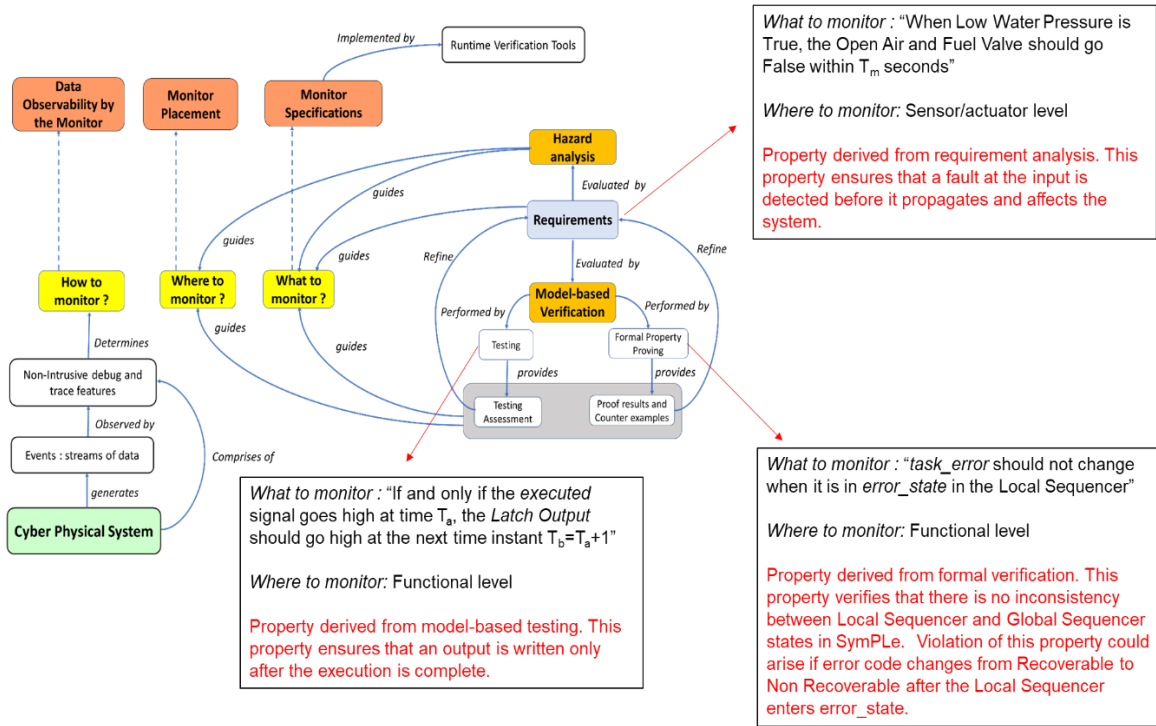 Implemented by
Runtime Verification Tools
Data
Observability by
the Monitor
Monitor
Placement
Monitor
Specifications
Hazard
analysis
Evaluated by
guides
Requirements
guides
Refine
Refine
Evaluated by
How to
monitor ?
Where to
monitor ?
What to
monitor ?
Model-based
Verification
Performed by
Performed by
Determines
guides
guides
Testing
Formal Property
Proving
Non-Intrusive debug and
trace features
provides
provides
Testing
Assessment
Proof results and
Counter examples
Observed by
Events : streams of data
Comprises of
generates
Cyber Physical System
What to monitor : “When Low Water Pressure is
True, the Open Air and Fuel Valve should go
False within Tm seconds”
Where to monitor: Sensor/actuator level
Property derived from requirement analysis. This
property ensures that a fault at the input is
detected before it propagates and affects the
system.
What to monitor : “If and only if the executed
signal goes high at time Ta, the Latch Output
should go high at the next time instant Tb=Ta+1”
Where to monitor: Functional level
Property derived from model-based testing. This
property ensures that an output is written only
after the execution is complete.
What to monitor : “task_error should not change
when it is in error_state in the Local Sequencer”
Where to monitor: Functional level
Property derived from formal verification. This
property verifies that there is no inconsistency
between Local Sequencer and Global Sequencer
states in SymPLe. Violation of this property could
arise if error code changes from Recoverable to
Non Recoverable after the Local Sequencer
enters error_state.